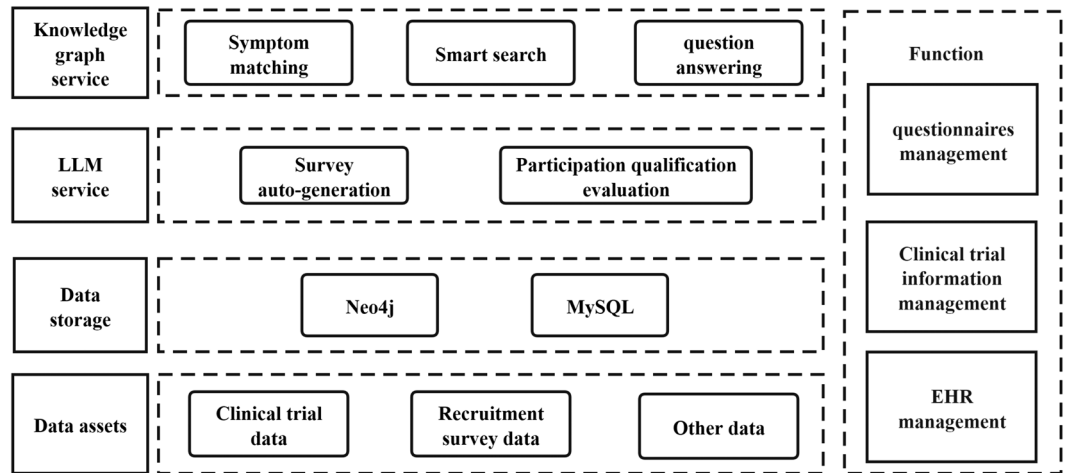 Knowledge
graph
service
Symptom
matching
Smart search
question
answering
LLM
service
Survey
auto-generation
Participation qualification
evaluation
Data
storage
Neo4j
MySQL
Data assets
Clinical trial
data
Recruitment
survey data
Other data
Function
questionnaires
management
Clinical trial
information
management
EHR
management